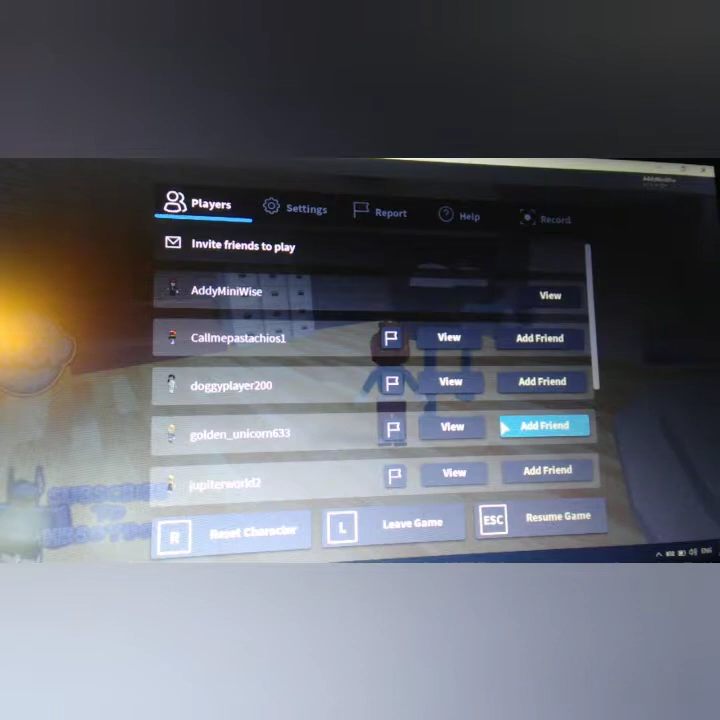 Players
Settings
Report
Help
Record
Invite friends to play
AddyMiniWise
View
Callmepastachios1
View
Add Friend
doggyplayer200
View
Add Friend
golden_unicorn633
View
Add Friend
View
Add Friend
R
Reset Character
L
Leave Game
ESC
Resume Game
ENG